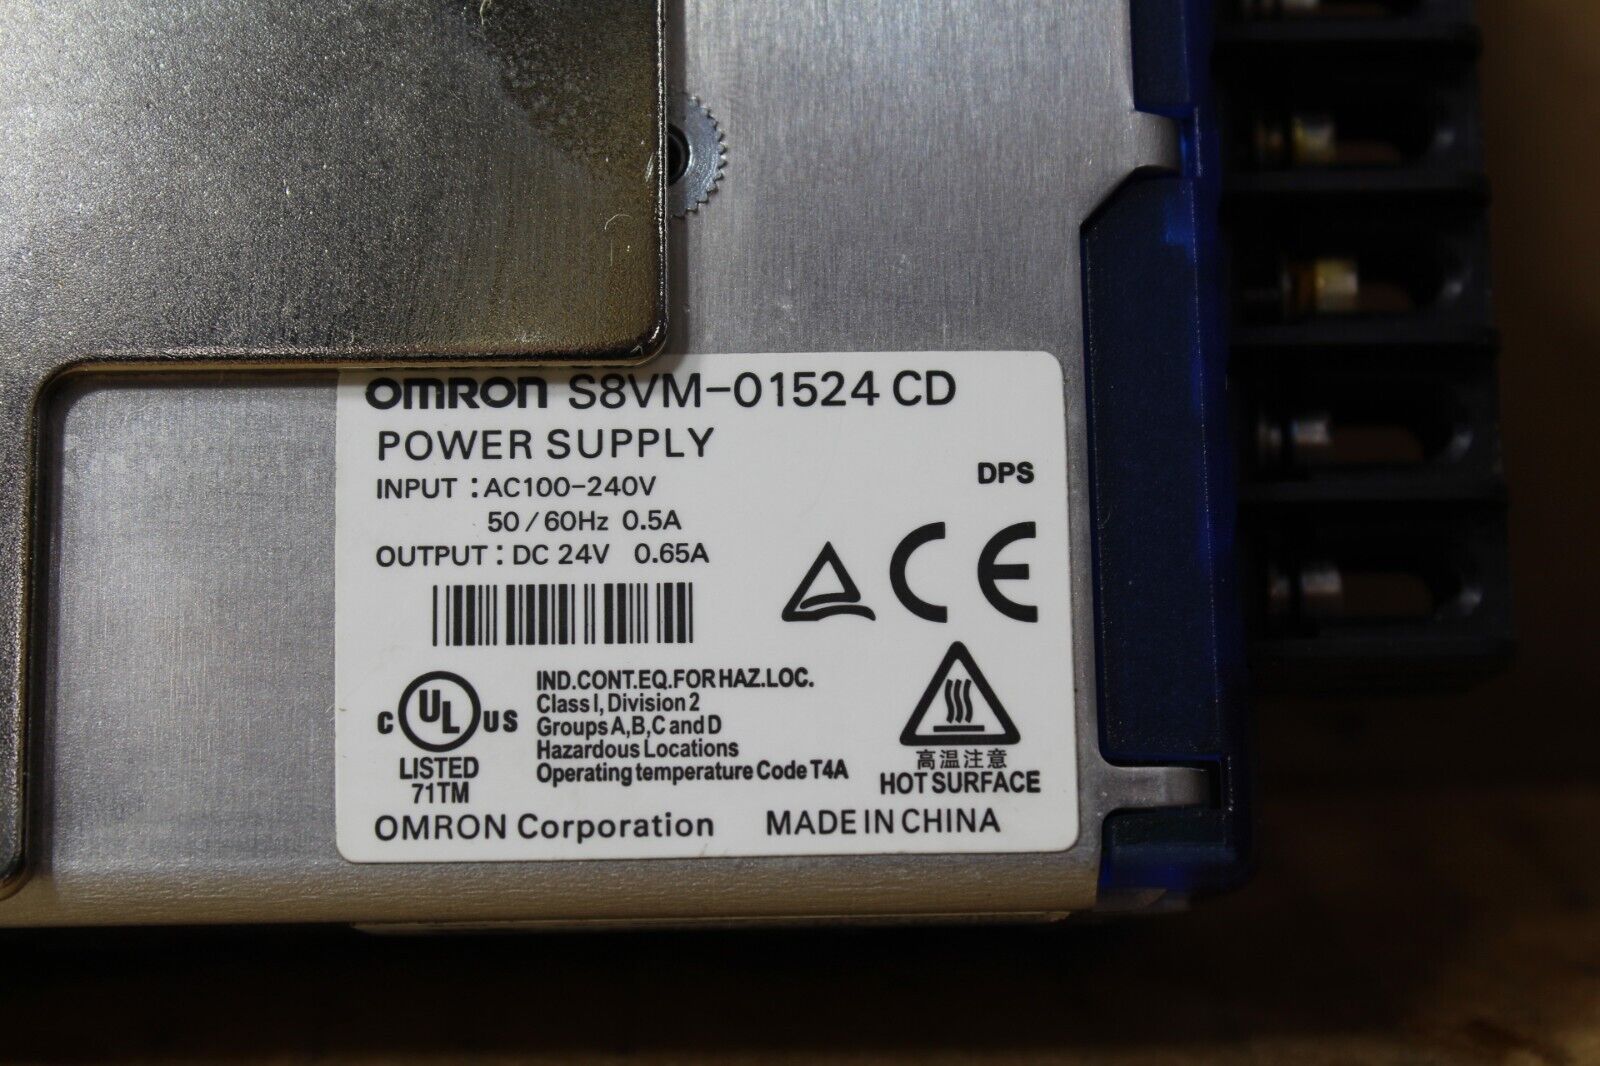 OMRON S8VM-01524 CD
POWER SUPPLY
DPS
INPUT : AC100-240V
50 / 60Hz 0.5A
OUTPUT : DC 24V 0.65A
CE
C UL US
LISTED
71TM
IND.CONT.EQ.FOR HAZ.LOC.
Class I, Division 2
Groups A,B,C and D
Hazardous Locations
Operating temperature Code T4A
高温注意
HOT SURFACE
OMRON Corporation MADE IN CHINA